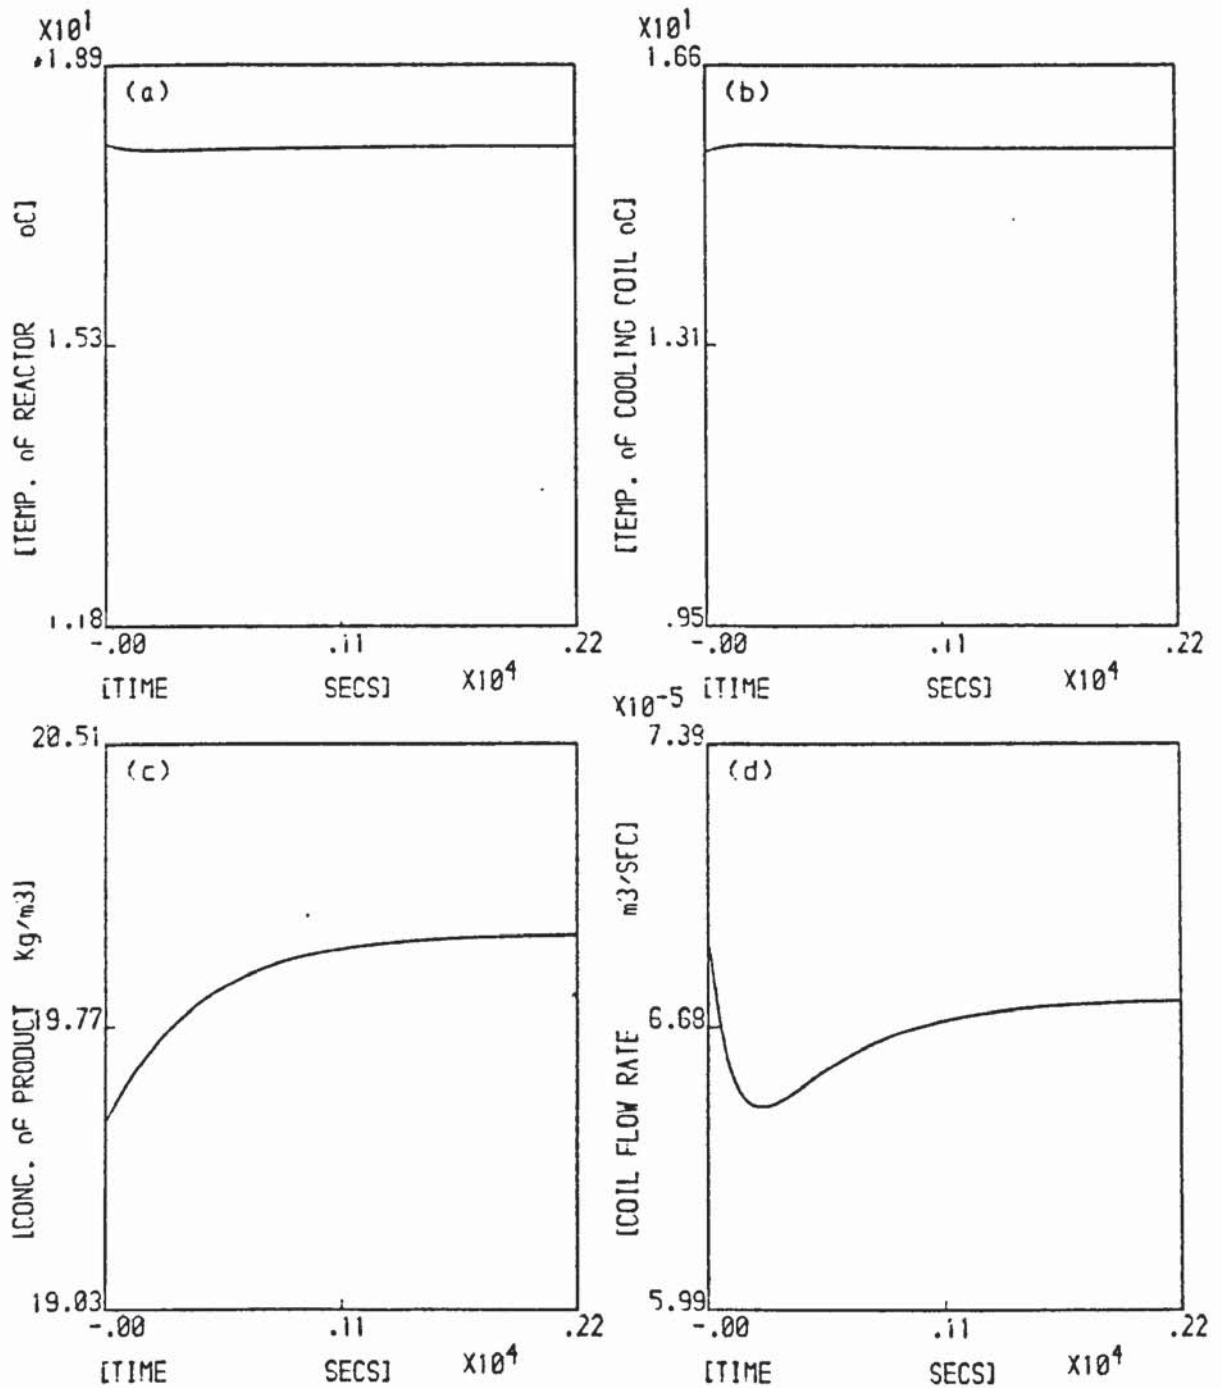 X10¹ X10¹
1.89 1.66
(a) (b)
[TEMP. of REACTOR oC] [TEMP. of COOLING COIL oC]
1.53 1.31
1.18 .95
-.00 .11 .22 -.00 .11 .22
[TIME SECS] X10⁴ [TIME SECS] X10⁴
X10⁻⁵
20.51 7.39
(c) (d)
[CONC. of PRODUCT Kg/m3] [COIL FLOW RATE m3/SEC]
19.77 6.68
19.03 5.99
-.00 .11 .22 -.00 .11 .22
[TIME SECS] X10⁴ [TIME SECS] X10⁴